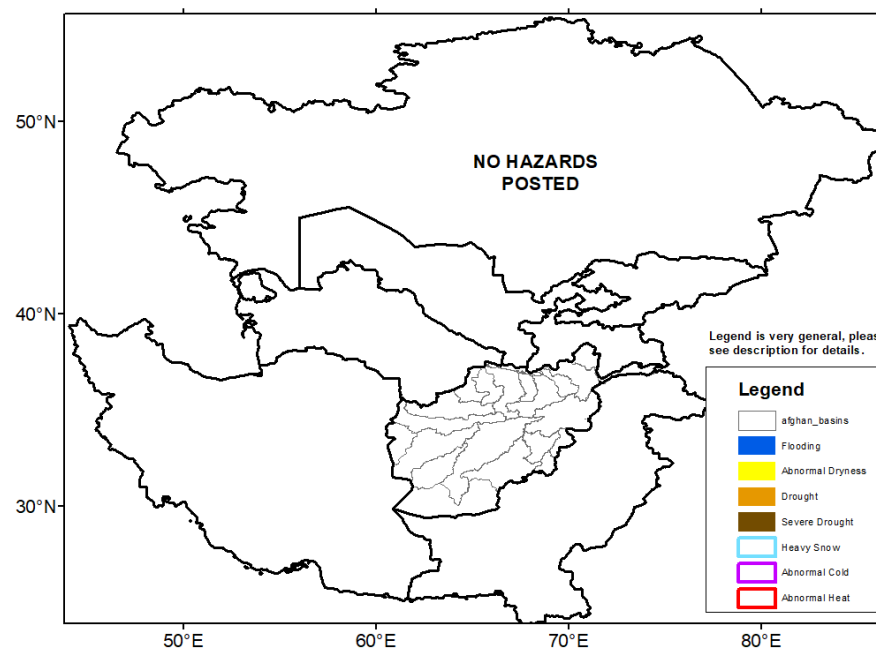 50°N
NO HAZARDS
POSTED
40°N
Legend is very general, pleas
see description for details.
Legend
afghan_basins
Flooding
Abnormal Dryness
Drought
30°N
Severe Drought
Heavy Snow
Abnormal Cold
Abnormal Heat
50°E 60°E 70°E 80°E